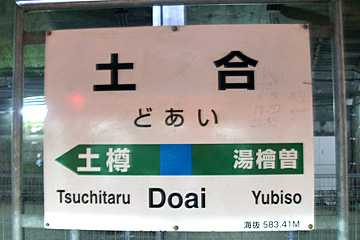 土合
どあい
土樽 湯檜曽
Tsuchitaru Doai Yubiso
海抜 583.41M